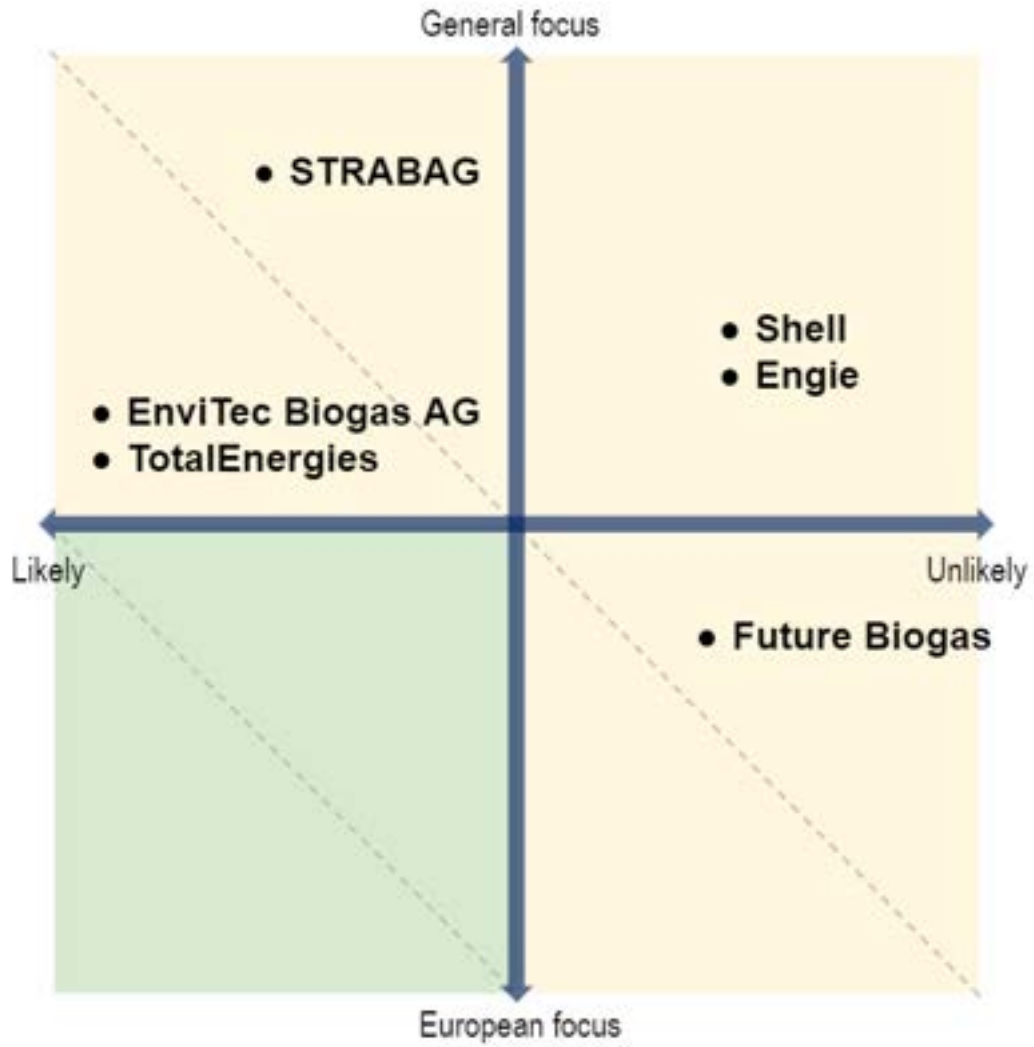 General focus
● STRABAG
● Shell
● Engie
● EnviTec Biogas AG
● TotalEnergies
Likely
Unlikely
● Future Biogas
European focus